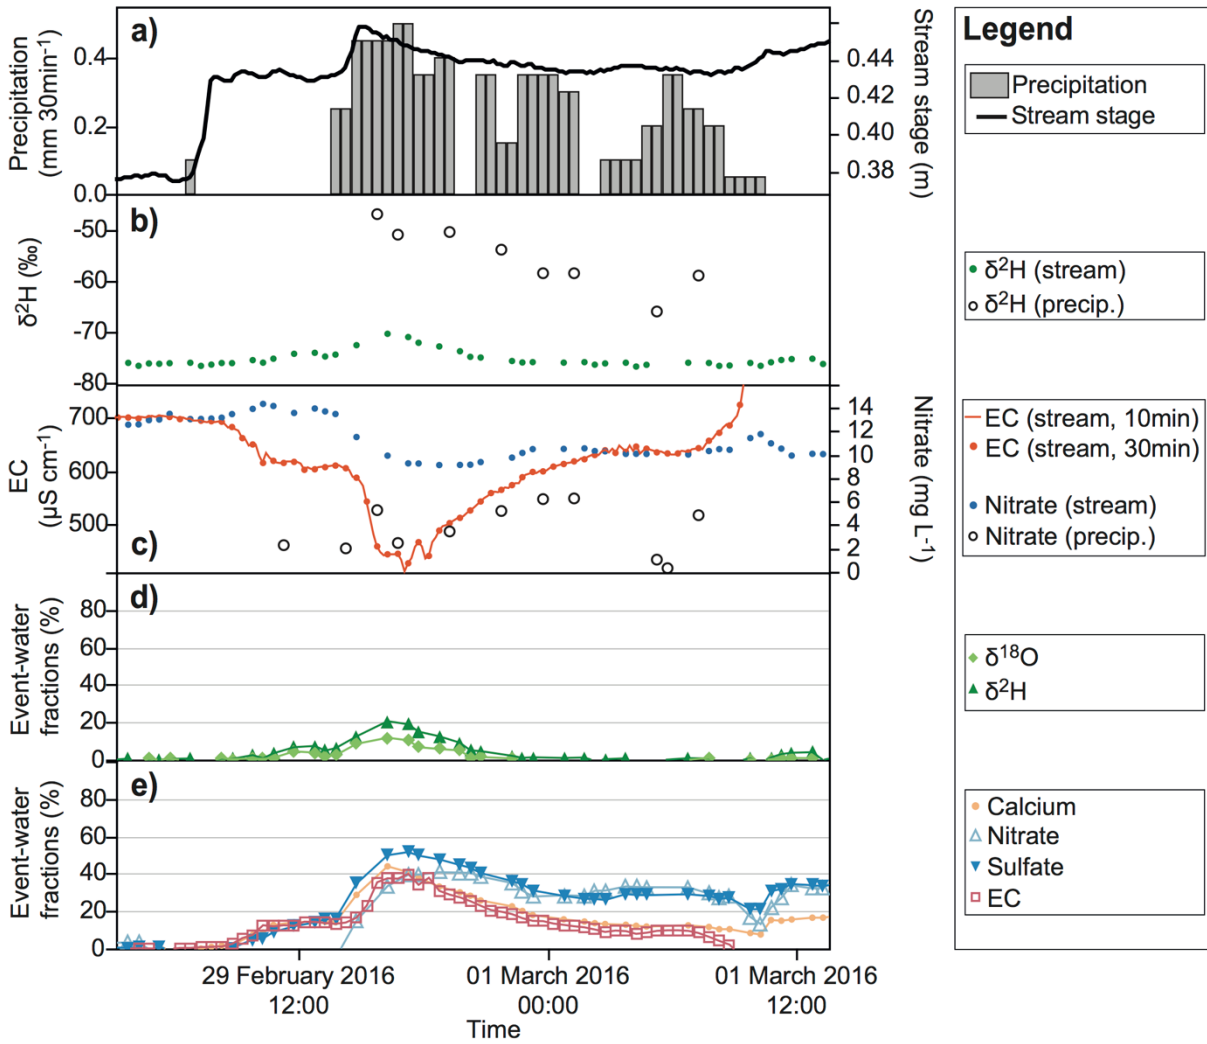 a)
Precipitation
(mm 30min⁻¹)
0.4
0.2
0.0
0.44
0.42
0.40
0.38
Stream stage (m)
b)
δ²H (‰)
-50
-60
-70
-80
c)
EC
(µS cm⁻¹)
700
600
500
14
12
10
8
6
4
2
0
Nitrate (mg L⁻¹)
d)
Event-water
fractions (%)
80
60
40
20
0
e)
Event-water
fractions (%)
80
60
40
20
0
29 February 2016
12:00
01 March 2016
00:00
01 March 2016
12:00
Time
Legend
Precipitation
Stream stage
δ²H (stream)
δ²H (precip.)
EC (stream, 10min)
EC (stream, 30min)
Nitrate (stream)
Nitrate (precip.)
δ¹⁸O
δ²H
Calcium
Nitrate
Sulfate
EC